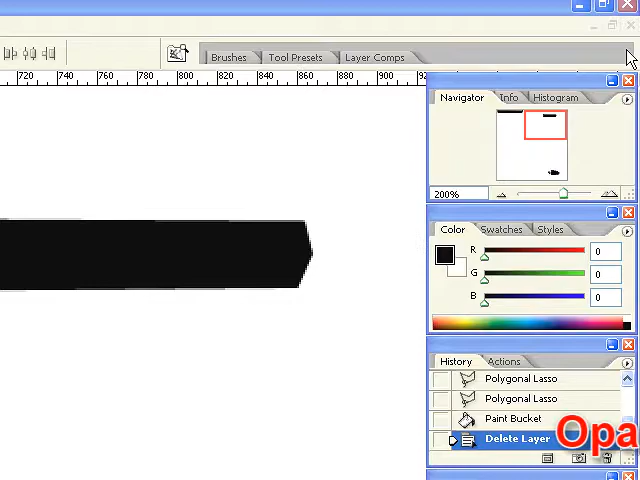 Brushes Tool Presets Layer Comps
720 740 760 780 800 820 840 860 880 900 920
Navigator Info Histogram
200%
Color Swatches Styles
R 0
G 0
B 0
History Actions
Polygonal Lasso
Polygonal Lasso
Paint Bucket
Delete Layer
Opa